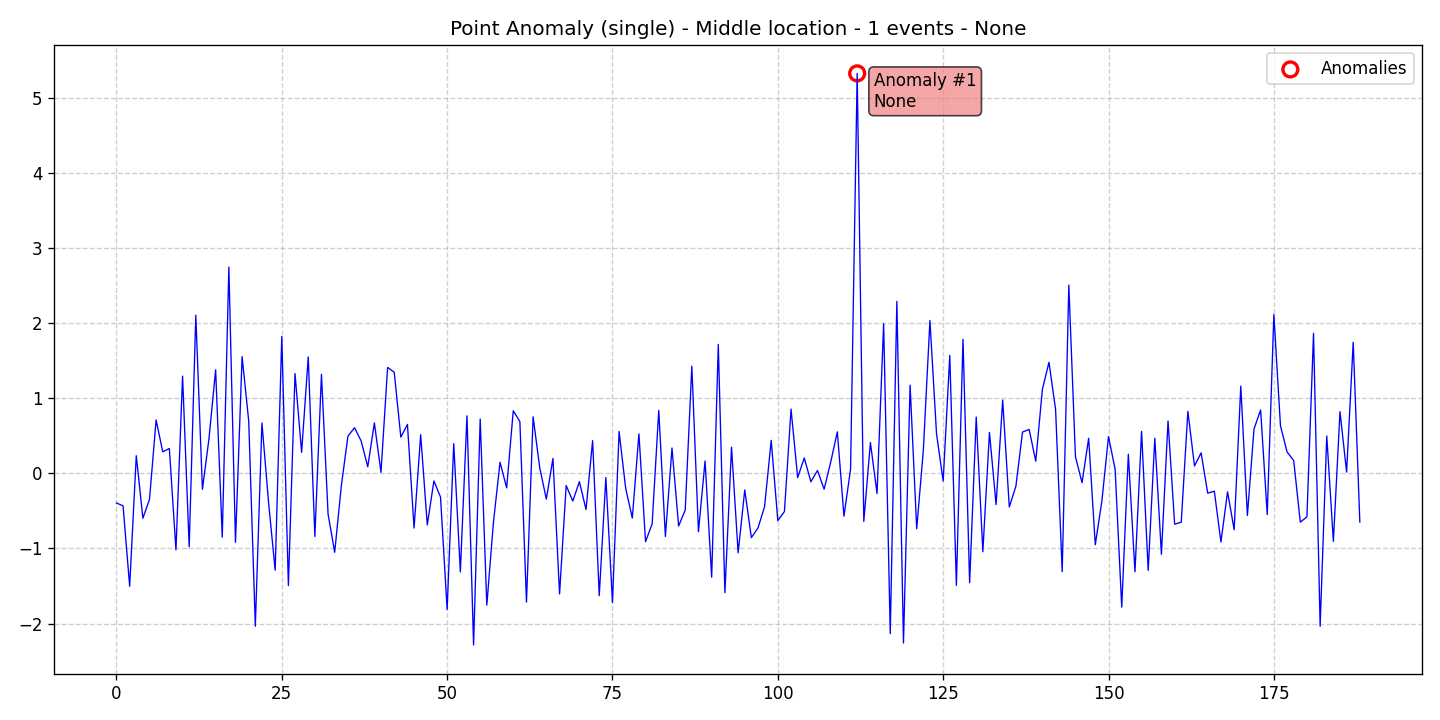 Point Anomaly (single) - Middle location - 1 events - None
Anomaly #1
None
Anomalies
5
4
3
2
1
0
−1
−2
0 25 50 75 100 125 150 175